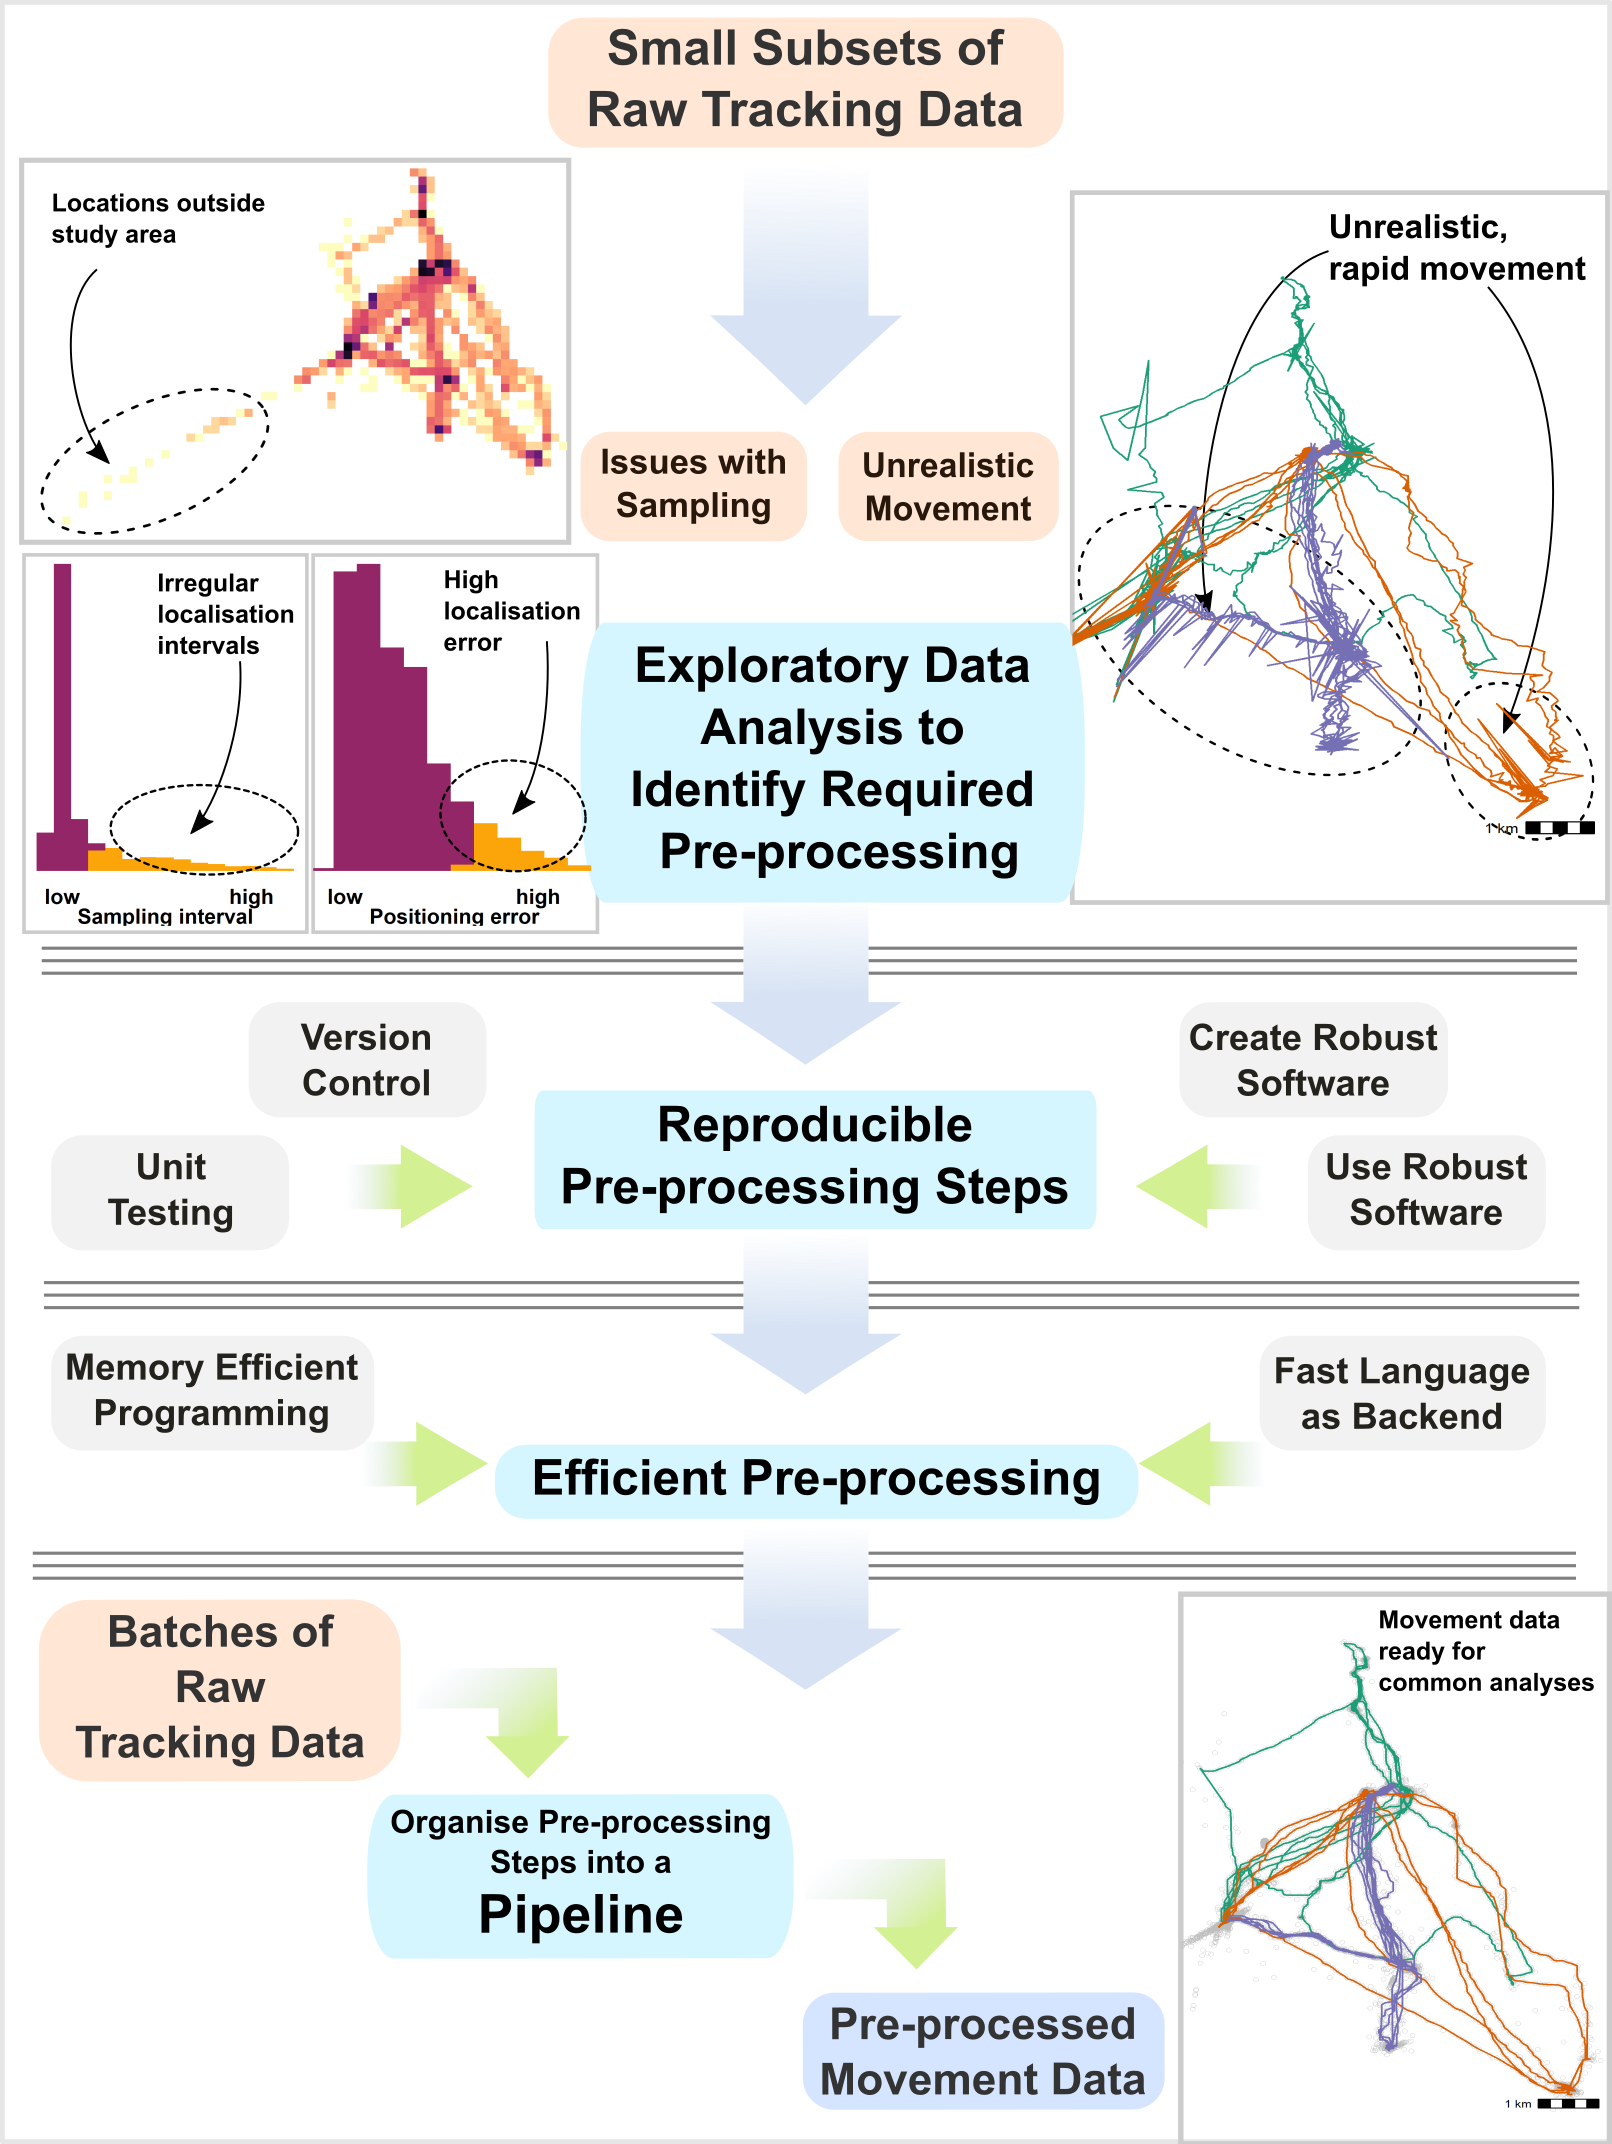 Small Subsets of
Raw Tracking Data
Locations outside
study area
Unrealistic,
rapid movement
Issues with
Sampling
Unrealistic
Movement
Irregular
localisation
intervals
low
high
Sampling interval
High
localisation
error
low
high
Positioning error
Exploratory Data
Analysis to
Identify Required
Pre-processing
1 km
Version
Control
Unit
Testing
Reproducible
Pre-processing Steps
Create Robust
Software
Use Robust
Software
Memory Efficient
Programming
Efficient Pre-processing
Fast Language
as Backend
Batches of
Raw
Tracking Data
Organise Pre-processing
Steps into a
Pipeline
Pre-processed
Movement Data
Movement data
ready for
common analyses
1 km